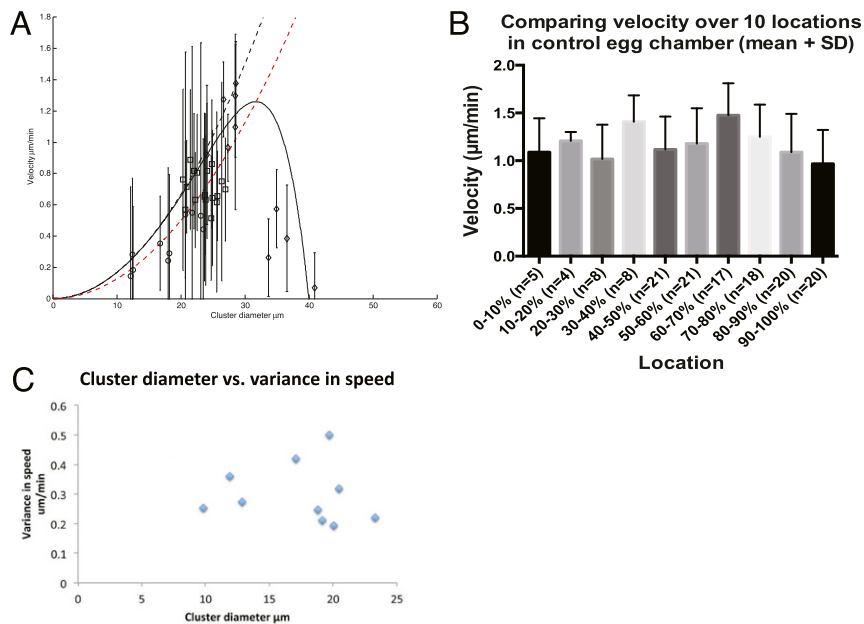 A
Velocity μm/min
1.8
1.6
1.4
1.2
1
0.8
0.6
0.4
0.2
0
0 10 20 30 40 50 60
Cluster diameter μm
B
Comparing velocity over 10 locations
in control egg chamber (mean + SD)
Velocity (μm/min)
2.0
1.5
1.0
0.5
0.0
0-10% (n=5)
10-20% (n=4)
20-30% (n=8)
30-40% (n=8)
40-50% (n=21)
50-60% (n=21)
60-70% (n=17)
70-80% (n=18)
80-90% (n=20)
90-100% (n=20)
Location
C
Cluster diameter vs. variance in speed
Variance in speed
um/min
0.6
0.5
0.4
0.3
0.2
0.1
0
0 5 10 15 20 25
Cluster diameter μm